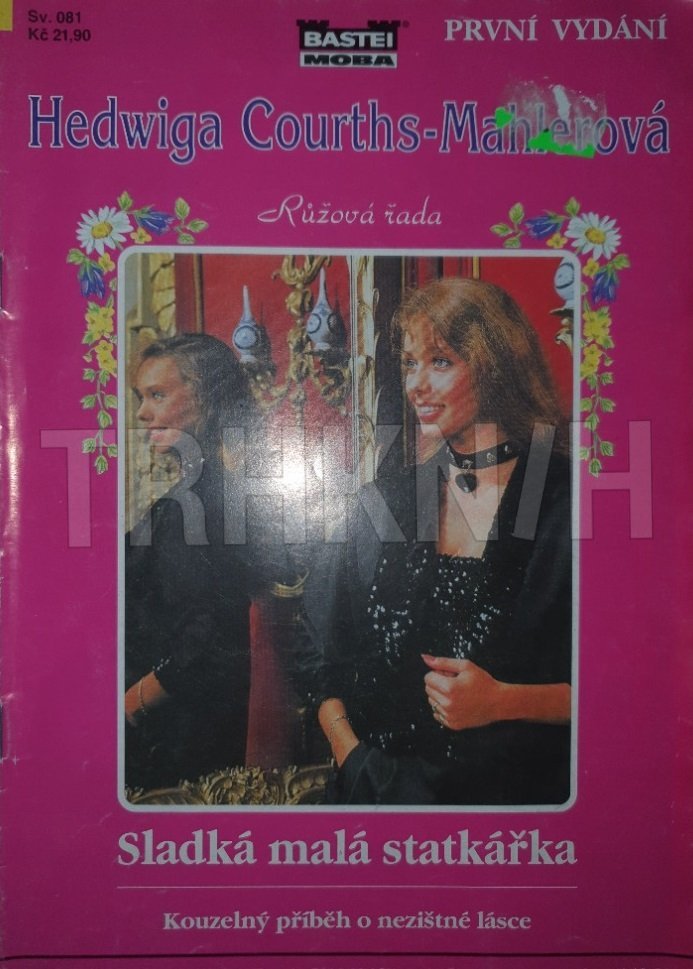 Sv. 081
Kč 21,90
BASTEI
MOBA
PRVNÍ VYDÁNÍ
Hedwiga Courths-Mahlerová
Růžová řada
TRHKNIH
Sladká malá statkářka
Kouzelný příběh o nezištné lásce